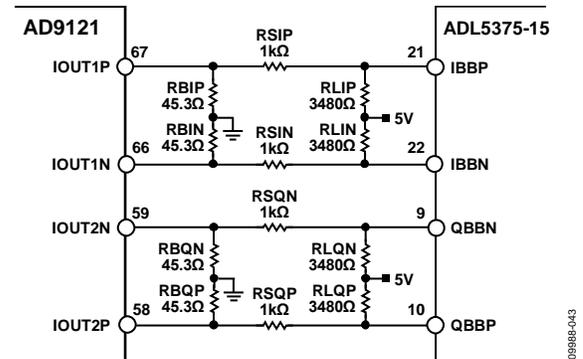 AD9121
ADL5375-15
RSIP
1kΩ
IOUT1P
67
21
IBBP
RBIP
45.3Ω
RLIP
3480Ω
5V
RBIN
45.3Ω
RSIN
1kΩ
RLIN
3480Ω
IOUT1N
66
22
IBBN
RSQN
1kΩ
IOUT2N
59
9
QBBN
RBQN
45.3Ω
RLQN
3480Ω
5V
RBQP
45.3Ω
RSQP
1kΩ
RLQP
3480Ω
IOUT2P
58
10
QBBP
09988-043